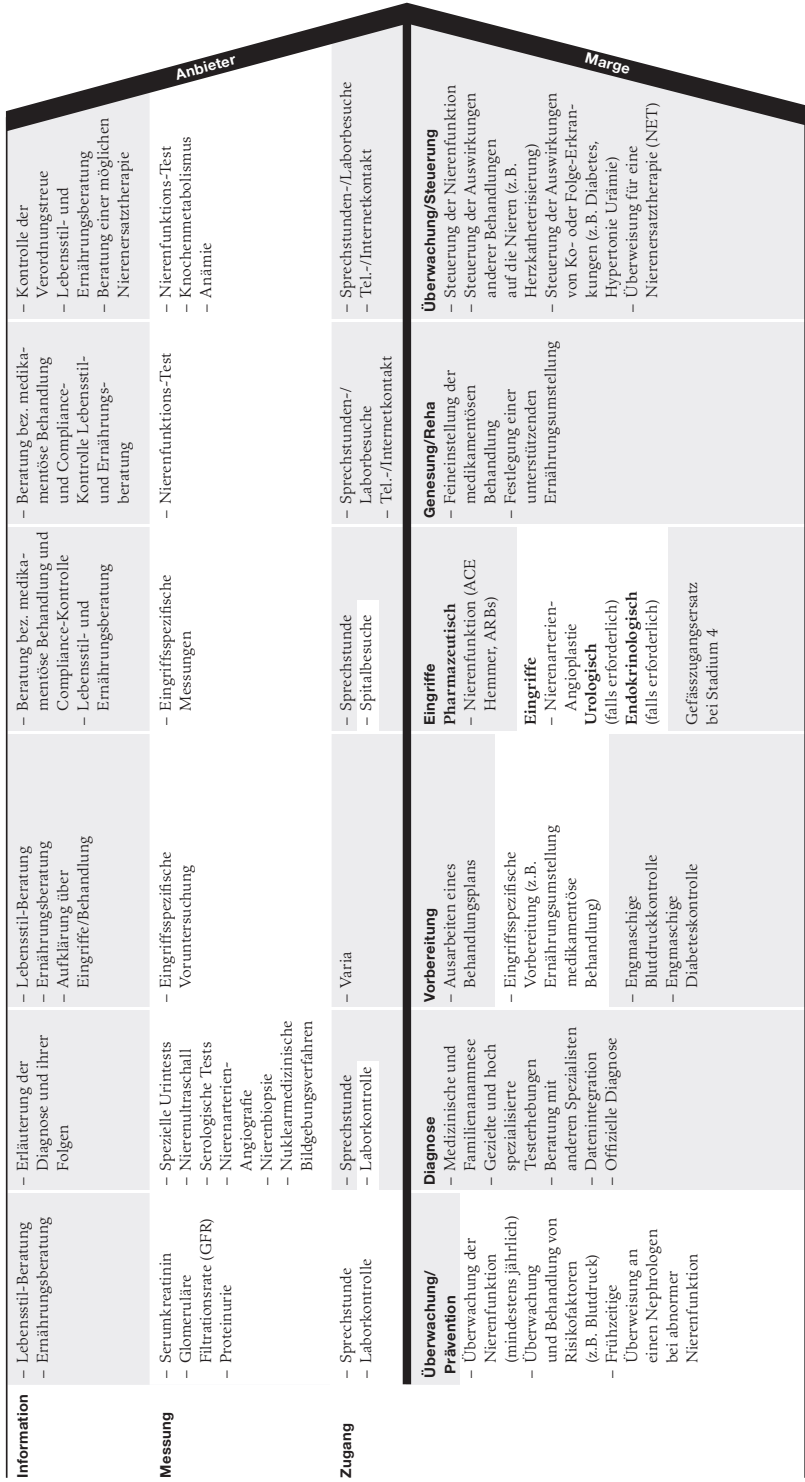 Information
– Lebensstil-Beratung
– Ernährungsberatung
– Erläuterung der
Diagnose und ihrer
Folgen
– Lebensstil-Beratung
– Ernährungsberatung
– Aufklärung über
Eingriffe/Behandlung
– Beratung bez. medika-
mentöse Behandlung und
Compliance-Kontrolle
– Lebensstil- und
Ernährungsberatung
– Beratung bez. medika-
mentöse Behandlung
und Compliance-
Kontrolle Lebensstil-
und Ernährungs-
beratung
– Kontrolle der
Verordnungstreue
– Lebensstil- und
Ernährungsberatung
– Beratung einer möglichen
Nierenersatztherapie
Anbieter
Messung
– Serumkreatinin
– Glomeruläre
Filtrationsrate (GFR)
– Proteinurie
– Spezielle Urintests
– Nierenultraschall
– Serologische Tests
– Nierenarterien-
Angiografie
– Nierenbiopsie
– Nuklearmedizinische
Bildgebungsverfahren
– Eingriffsspezifische
Voruntersuchung
– Eingriffsspezifische
Messungen
– Nierenfunktions-Test
– Nierenfunktions-Test
– Knochenmetabolismus
– Anämie
Zugang
– Sprechstunde
– Laborkontrolle
– Sprechstunde
– Laborkontrolle
– Varia
– Sprechstunde
– Spitalbesuche
– Sprechstunden-/
Laborbesuche
– Tel.-/Internetkontakt
– Sprechstunden-/Laborbesuche
– Tel.-/Internetkontakt
Überwachung/
Prävention
– Überwachung der
Nierenfunktion
(mindestens jährlich)
– Überwachung
und Behandlung von
Risikofaktoren
(z.B. Blutdruck)
– Frühzeitige
Überweisung an
einen Nephrologen
bei abnormer
Nierenfunktion
Diagnose
– Medizinische und
Familienanamnese
– Gezielte und hoch
spezialisierte
Testerhebungen
– Beratung mit
anderen Spezialisten
– Datenintegration
– Offizielle Diagnose
Vorbereitung
– Ausarbeiten eines
Behandlungsplans
– Eingriffsspezifische
Vorbereitung (z.B.
Ernährungsumstellung
medikamentöse
Behandlung)
– Engmaschige
Blutdruckkontrolle
– Engmaschige
Diabeteskontrolle
Eingriffe
Pharmazeutisch
– Nierenfunktion (ACE
Hemmer, ARBs)
Eingriffe
– Nierenarterien-
Angioplastie
Urologisch
(falls erforderlich)
Endokrinologisch
(falls erforderlich)
Gefässzugangsersatz
bei Stadium 4
Genesung/Reha
– Feineinstellung der
medikamentösen
Behandlung
– Festlegung einer
unterstützenden
Ernährungsumstellung
Überwachung/Steuerung
– Steuerung der Nierenfunktion
– Steuerung der Auswirkungen
anderer Behandlungen
auf die Nieren (z.B.
Herzkatheterisierung)
– Steuerung der Auswirkungen
von Ko- oder Folge-Erkran-
kungen (z.B. Diabetes,
Hypertonie Urämie)
– Überweisung für eine
Nierenersatztherapie (NET)
Marge